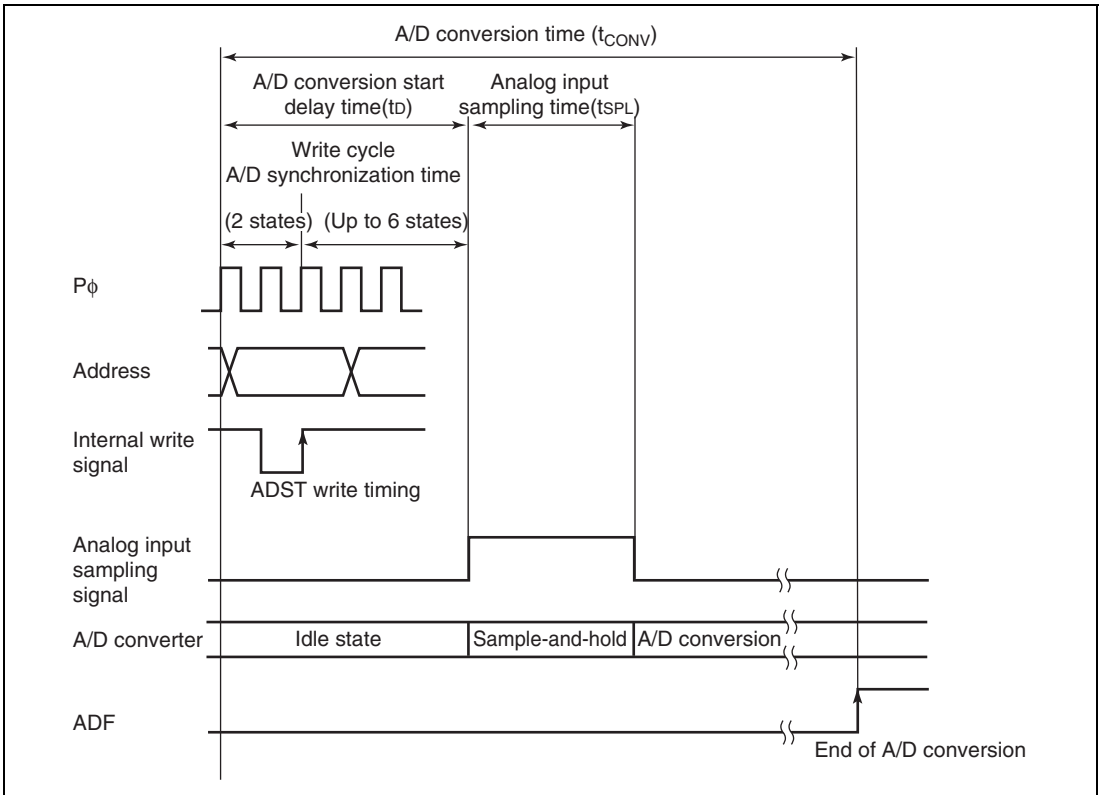 A/D conversion time (tCONV)
A/D conversion start
delay time(tD)
Analog input
sampling time(tSPL)
Write cycle
A/D synchronization time
(2 states) (Up to 6 states)
Pϕ
Address
Internal write
signal
ADST write timing
Analog input
sampling
signal
A/D converter Idle state Sample-and-hold A/D conversion
ADF
End of A/D conversion